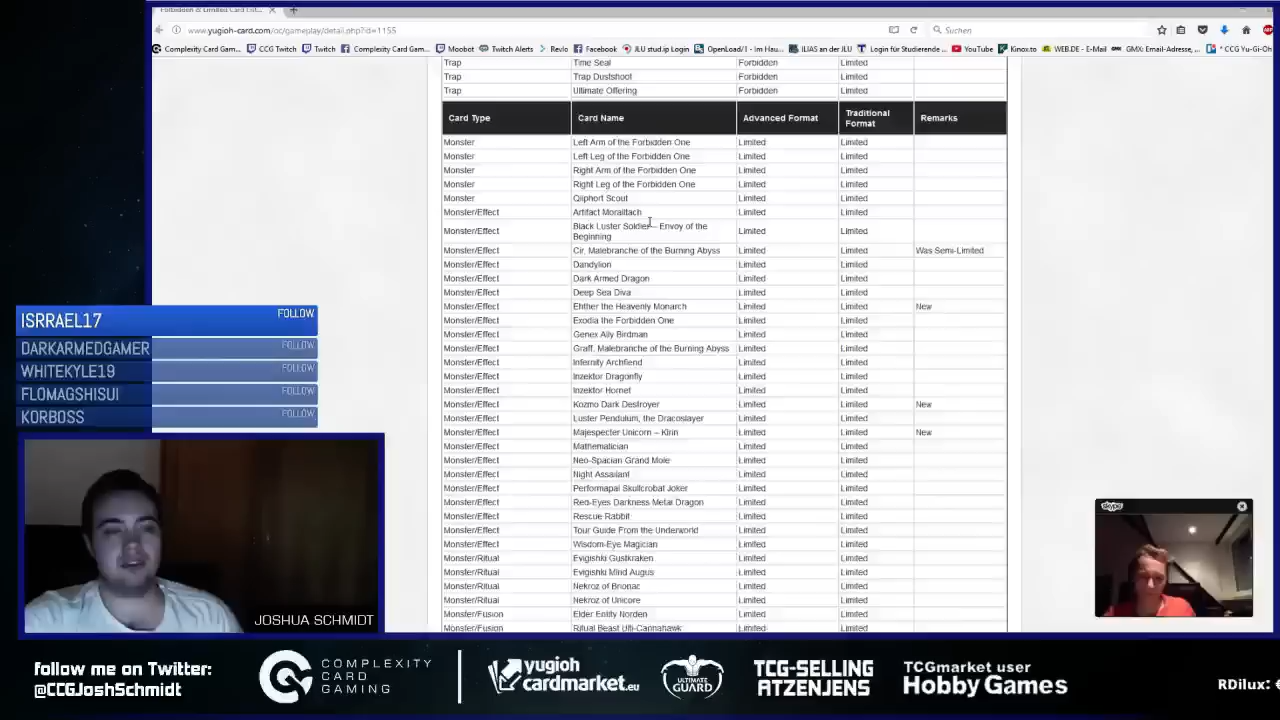 Forbidden & Limited Card List...
www.yugioh-card.com/oc/gameplay/detail.php?id=1155
Suchen
Complexity Card Gam... CCG Twitch Twitch Complexity Card Gam... Moobot Twitch Alerts Revlo Facebook JLU stud.ip Login OpenLoad/1 - Im Hau... ILIAS an der JLU Login für Studierende... YouTube Kinox.to WEB.DE - E-Mail GMX: Email-Adresse,... * CCG Yu-Gi-Oh
Trap Time Seal Forbidden Limited
Trap Trap Dustshoot Forbidden Limited
Trap Ultimate Offering Forbidden Limited
Card Type Card Name Advanced Format Traditional Format Remarks
Monster Left Arm of the Forbidden One Limited Limited
Monster Left Leg of the Forbidden One Limited Limited
Monster Right Arm of the Forbidden One Limited Limited
Monster Right Leg of the Forbidden One Limited Limited
Monster Qliphort Scout Limited Limited
Monster/Effect Artifact Moralltach Limited Limited
Monster/Effect Black Luster Soldier – Envoy of the Beginning Limited Limited
Monster/Effect Cir, Malebranche of the Burning Abyss Limited Limited Was Semi-Limited
Monster/Effect Dandylion Limited Limited
Monster/Effect Dark Armed Dragon Limited Limited
Monster/Effect Deep Sea Diva Limited Limited
Monster/Effect Ehther the Heavenly Monarch Limited Limited New
Monster/Effect Exodia the Forbidden One Limited Limited
Monster/Effect Genex Ally Birdman Limited Limited
Monster/Effect Graff, Malebranche of the Burning Abyss Limited Limited
Monster/Effect Infernity Archfiend Limited Limited
Monster/Effect Inzektor Dragonfly Limited Limited
Monster/Effect Inzektor Hornet Limited Limited
Monster/Effect Kozmo Dark Destroyer Limited Limited New
Monster/Effect Luster Pendulum, the Dracoslayer Limited Limited
Monster/Effect Majespecter Unicorn – Kirin Limited Limited New
Monster/Effect Mathematician Limited Limited
Monster/Effect Neo-Spacian Grand Mole Limited Limited
Monster/Effect Night Assailant Limited Limited
Monster/Effect Performapal Skullcrobat Joker Limited Limited
Monster/Effect Red-Eyes Darkness Metal Dragon Limited Limited
Monster/Effect Rescue Rabbit Limited Limited
Monster/Effect Tour Guide From the Underworld Limited Limited
Monster/Effect Wisdom-Eye Magician Limited Limited
Monster/Ritual Evigishki Gustkraken Limited Limited
Monster/Ritual Evigishki Mind Augus Limited Limited
Monster/Ritual Nekroz of Brionac Limited Limited
Monster/Ritual Nekroz of Unicore Limited Limited
Monster/Fusion Elder Entity Norden Limited Limited
Monster/Fusion Ritual Beast Ulti-Cannahawk Limited Limited
ISRRAEL17 FOLLOW
DARKARMEDGAMER FOLLOW
WHITEKYLE19 FOLLOW
FLOMAGSHISUI FOLLOW
KORBOSS FOLLOW
JOSHUA SCHMIDT
skype
follow me on Twitter:
@CCGJoshSchmidt
COMPLEXITY
CARD
GAMING
yugioh
cardmarket.eu
ULTIMATE
GUARD
TCG-SELLING
ATZENJENS
TCGmarket user
Hobby Games
RDilux: €